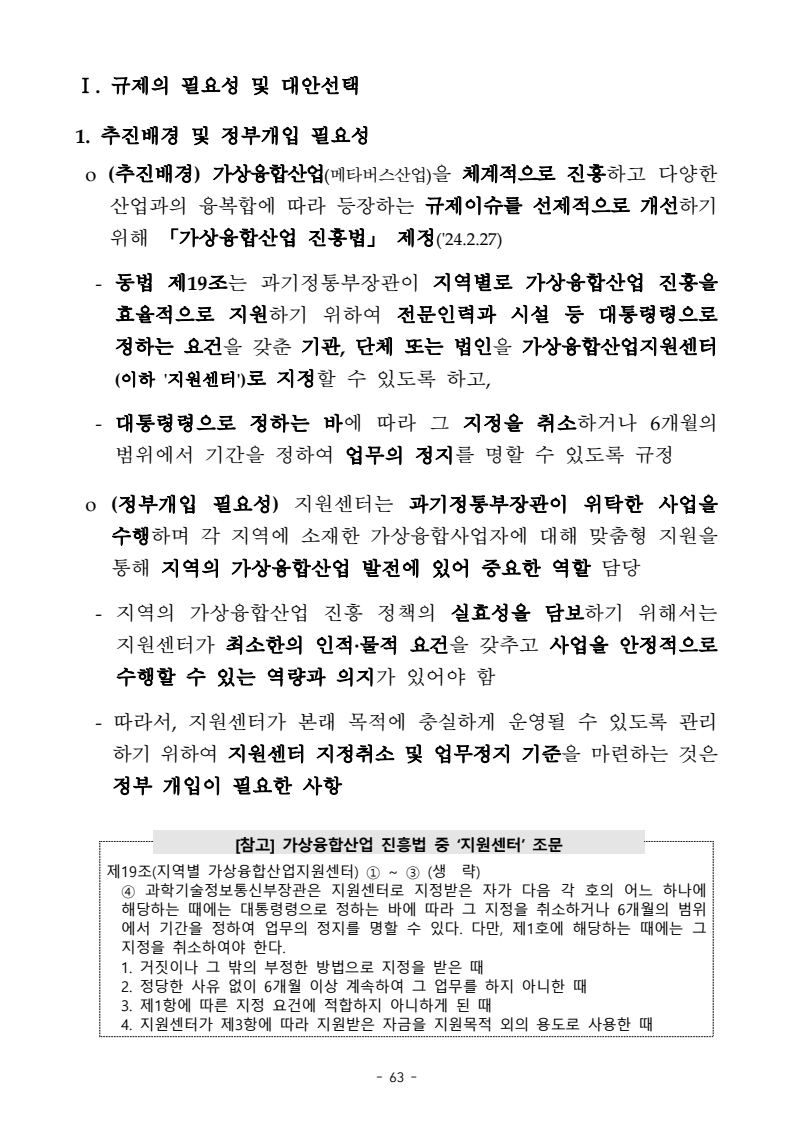 Ⅰ. 규제의 필요성 및 대안선택
1. 추진배경 및 정부개입 필요성
o (추진배경) 가상융합산업(메타버스산업)을 체계적으로 진흥하고 다양한
산업과의 융복합에 따라 등장하는 규제이슈를 선제적으로 개선하기
위해 「가상융합산업 진흥법」 제정('24.2.27)
- 동법 제19조는 과기정통부장관이 지역별로 가상융합산업 진흥을
효율적으로 지원하기 위하여 전문인력과 시설 등 대통령령으로
정하는 요건을 갖춘 기관, 단체 또는 법인을 가상융합산업지원센터
(이하 '지원센터')로 지정할 수 있도록 하고,
- 대통령령으로 정하는 바에 따라 그 지정을 취소하거나 6개월의
범위에서 기간을 정하여 업무의 정지를 명할 수 있도록 규정
o (정부개입 필요성) 지원센터는 과기정통부장관이 위탁한 사업을
수행하며 각 지역에 소재한 가상융합사업자에 대해 맞춤형 지원을
통해 지역의 가상융합산업 발전에 있어 중요한 역할 담당
- 지역의 가상융합산업 진흥 정책의 실효성을 담보하기 위해서는
지원센터가 최소한의 인적·물적 요건을 갖추고 사업을 안정적으로
수행할 수 있는 역량과 의지가 있어야 함
- 따라서, 지원센터가 본래 목적에 충실하게 운영될 수 있도록 관리
하기 위하여 지원센터 지정취소 및 업무정지 기준을 마련하는 것은
정부 개입이 필요한 사항
[참고] 가상융합산업 진흥법 중 '지원센터' 조문
제19조(지역별 가상융합산업지원센터) ① ~ ③ (생 략)
④ 과학기술정보통신부장관은 지원센터로 지정받은 자가 다음 각 호의 어느 하나에
해당하는 때에는 대통령령으로 정하는 바에 따라 그 지정을 취소하거나 6개월의 범위
에서 기간을 정하여 업무의 정지를 명할 수 있다. 다만, 제1호에 해당하는 때에는 그
지정을 취소하여야 한다.
1. 거짓이나 그 밖의 부정한 방법으로 지정을 받은 때
2. 정당한 사유 없이 6개월 이상 계속하여 그 업무를 하지 아니한 때
3. 제1항에 따른 지정 요건에 적합하지 아니하게 된 때
4. 지원센터가 제3항에 따라 지원받은 자금을 지원목적 외의 용도로 사용한 때
- 63 -